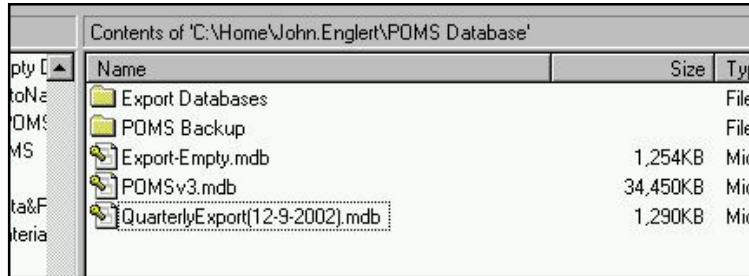 Contents of 'C:\Home\John.Englert\POMS Database'
Name Size
Export Databases
POMS Backup
Export-Empty.mdb 1,254KB
POMSv3.mdb 34,450KB
QuarterlyExport(12-9-2002).mdb 1,290KB